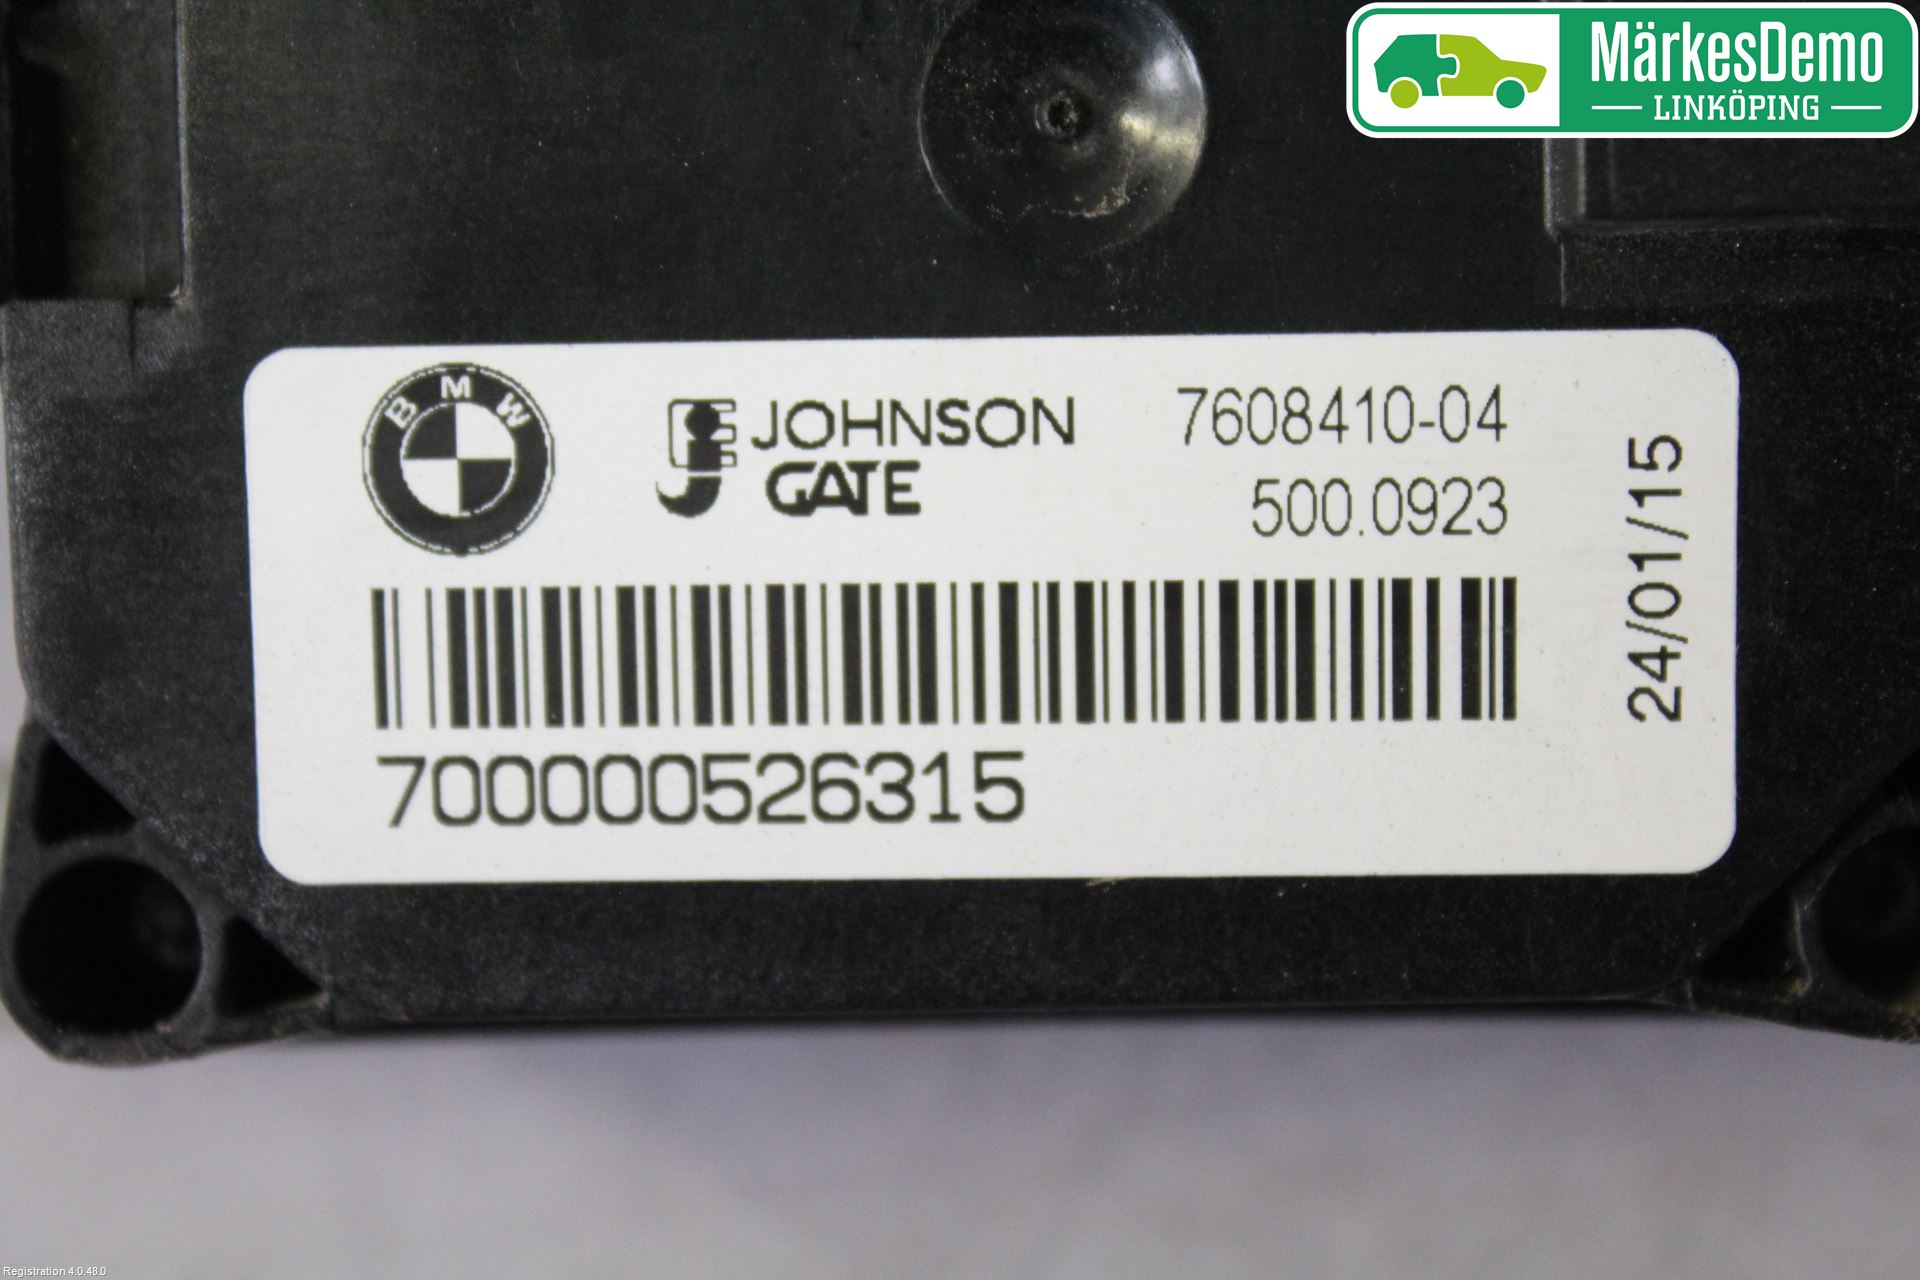 MärkesDemo
LINKÖPING
BMW
JOHNSON
GATE
7608410-04
500.0923
24/01/15
700000526315
Registration 4.0.48.0